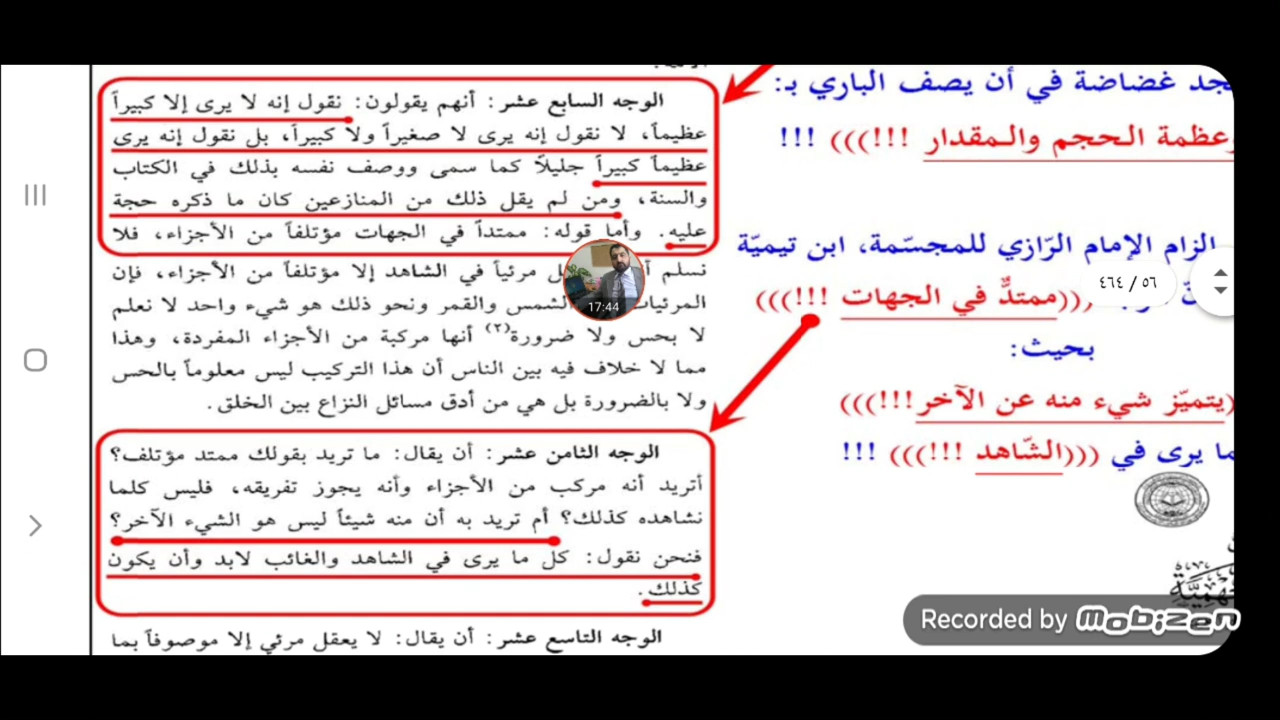 الوجه السابع عشر: أنهم يقولون: نقول إنه لا يرى إلا كبيراً
عظيماً، لا نقول إنه يرى لا صغيراً ولا كبيراً، بل نقول إنه يرى
عظيماً كبيراً جليلاً كما سمى ووصف نفسه بذلك في الكتاب
والسنة، ومن لم يقل ذلك من المنازعين كان ما ذكره حجة
عليه. وأما قوله: ممتداً في الجهات مؤتلفاً من الأجزاء، فلا
نسلم مرئياً في الشاهد إلا مؤتلفاً من الأجزاء، فإن
الشمس والقمر ونحو ذلك هو شيء واحد لا نعلم
لا بحس ولا ضرورة(٢) أنها مركبة من الأجزاء المفردة، وهذا
مما لا خلاف فيه بين الناس أن هذا التركيب ليس معلوماً بالحس
ولا بالضرورة بل هي من أدق مسائل النزاع بين الخلق.
الوجه الثامن عشر: أن يقال: ما تريد بقولك ممتد مؤتلف؟
أتريد أنه مركب من الأجزاء وأنه يجوز تفريقه، فليس كلما
نشاهده كذلك؟ أم تريد به أن منه شيئاً ليس هو الشيء الآخر؟
فنحن نقول: كل ما يرى في الشاهد والغائب لابد وأن يكون
كذلك.
الوجه التاسع عشر: أن يقال: لا يعقل مرئي إلا موصوفاً بما
غضاضة في أن يصف الباري بـ:
وعظمة الحجم والمقدار !!!))) !!!
الزام الإمام الرّازي للمجسّمة، ابن تيميّة
(((ممتدٌّ في الجهات !!!)))
بحيث:
(يتميّز شيء منه عن الآخر!!!)))
ما يرى في (((الشّاهد !!!))) !!!
٥٦ / ٤٦٤
17:44
Recorded by Mobizen